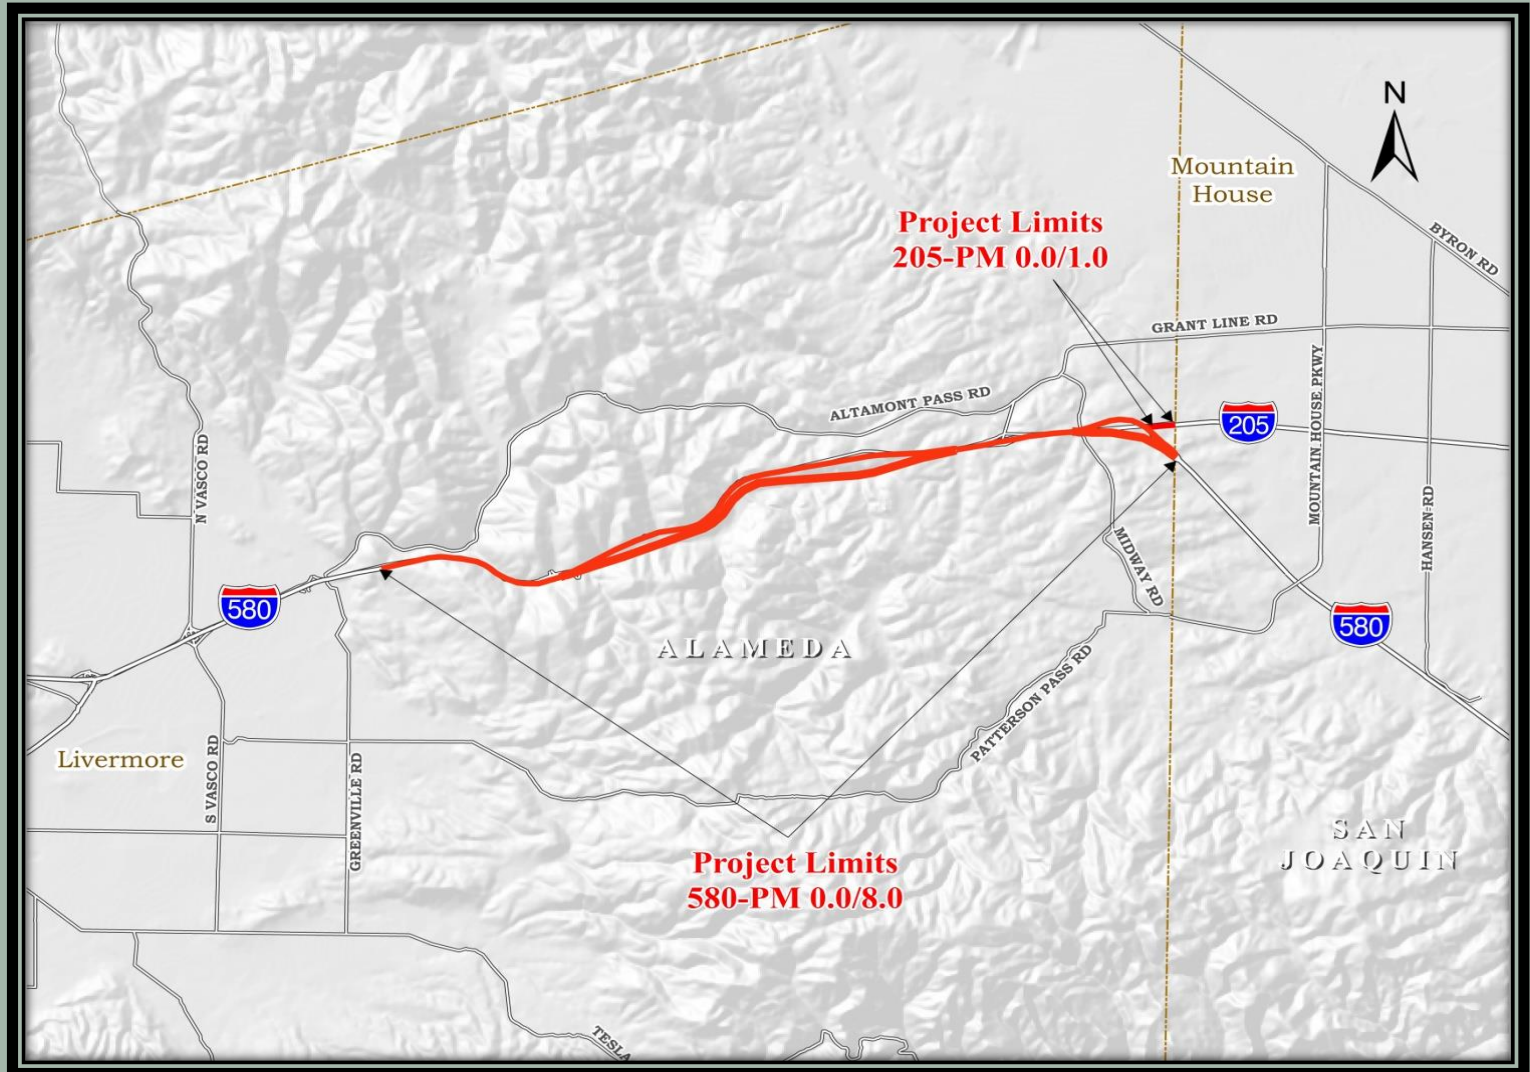 N
Mountain
House
BYRON RD
Project Limits
205-PM 0.0/1.0
GRANT LINE RD
ALTAMONT PASS RD
MOUNTAIN HOUSE PKWY
205
N VASCO RD
HANSEN RD
MIDWAY RD
580
580
ALAMEDA
PATTERSON PASS RD
Livermore
S VASCO RD
GREENVILLE RD
SAN
JOAQUIN
Project Limits
580-PM 0.0/8.0
TESLA